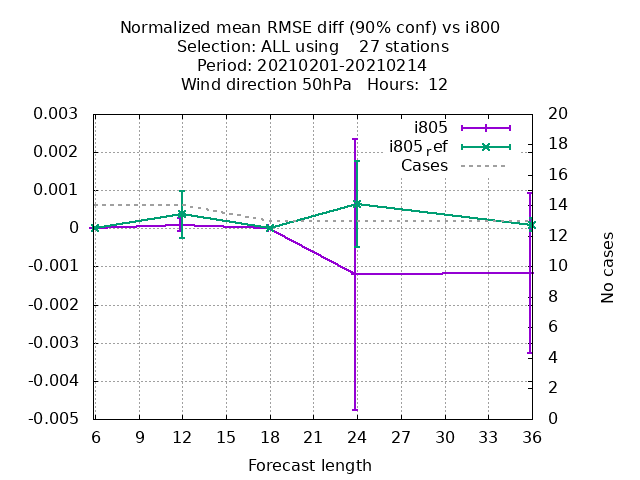 Normalized mean RMSE diff (90% conf) vs i800
Selection: ALL using    27 stations
Period: 20210201-20210214
Wind direction 50hPa   Hours:  12
i805
i805ref
Cases
0.003
0.002
0.001
0
-0.001
-0.002
-0.003
-0.004
-0.005
20
18
16
14
12
10
8
6
4
2
0
No cases
6 9 12 15 18 21 24 27 30 33 36
Forecast length